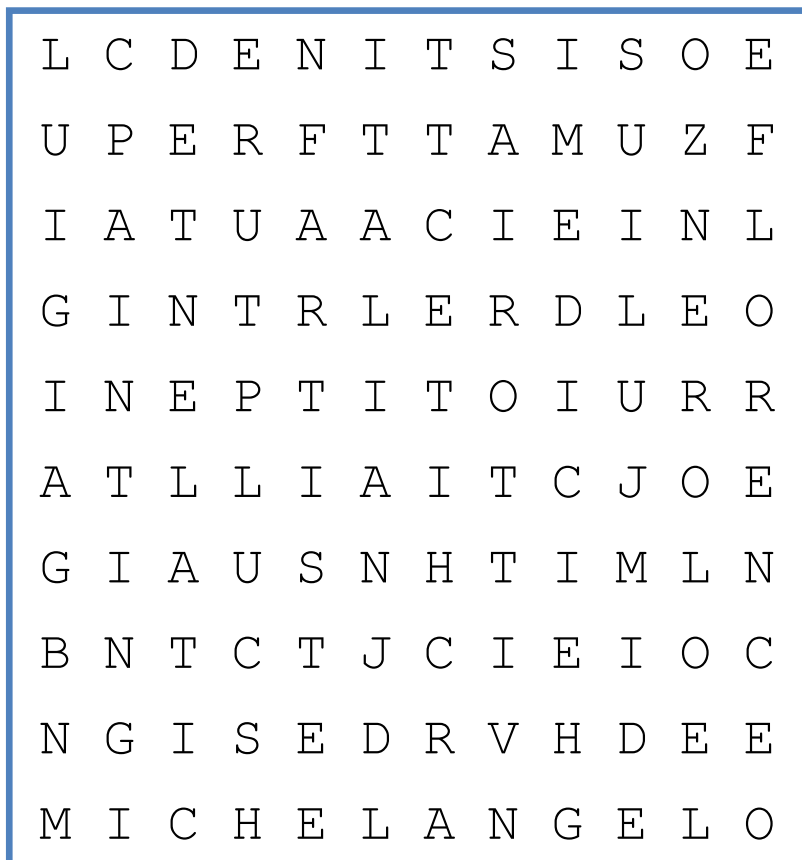 L C D E N I T S I S O E
U P E R F T T A M U Z F
I A T U A A C I E I N L
G I N T R L E R D L E O
I N E P T I T O I U R R
A T L L I A I T C J O E
G I A U S N H T I M L N
B N T C T J C I E I O C
N G I S E D R V H D E E
M I C H E L A N G E L O